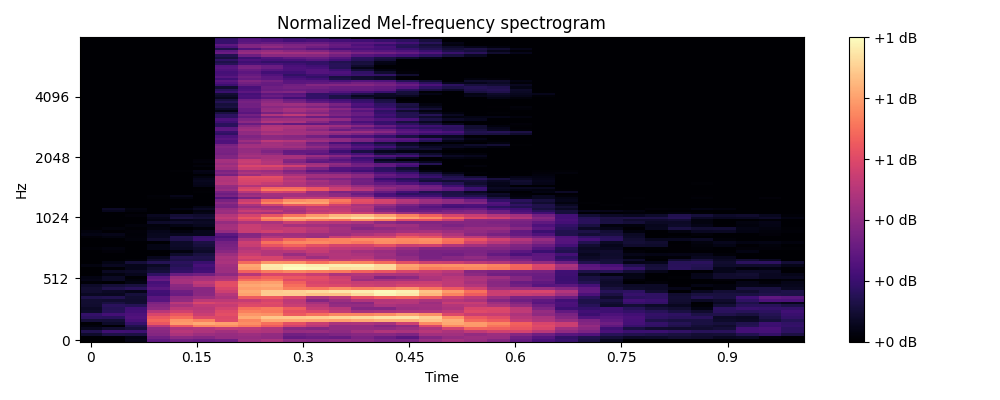 Normalized Mel-frequency spectrogram
Hz
4096
2048
1024
512
0
0 0.15 0.3 0.45 0.6 0.75 0.9
Time
+1 dB
+1 dB
+1 dB
+0 dB
+0 dB
+0 dB